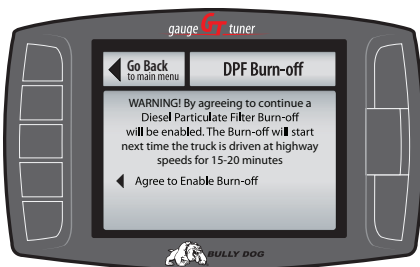 gauge GT tuner
Go Back
to main menu
DPF Burn-off
WARNING! By agreeing to continue a
Diesel Particulate Filter Burn-off
will be enabled. The Burn-off will start
next time the truck is driven at highway
speeds for 15-20 minutes
Agree to Enable Burn-off
BULLY DOG